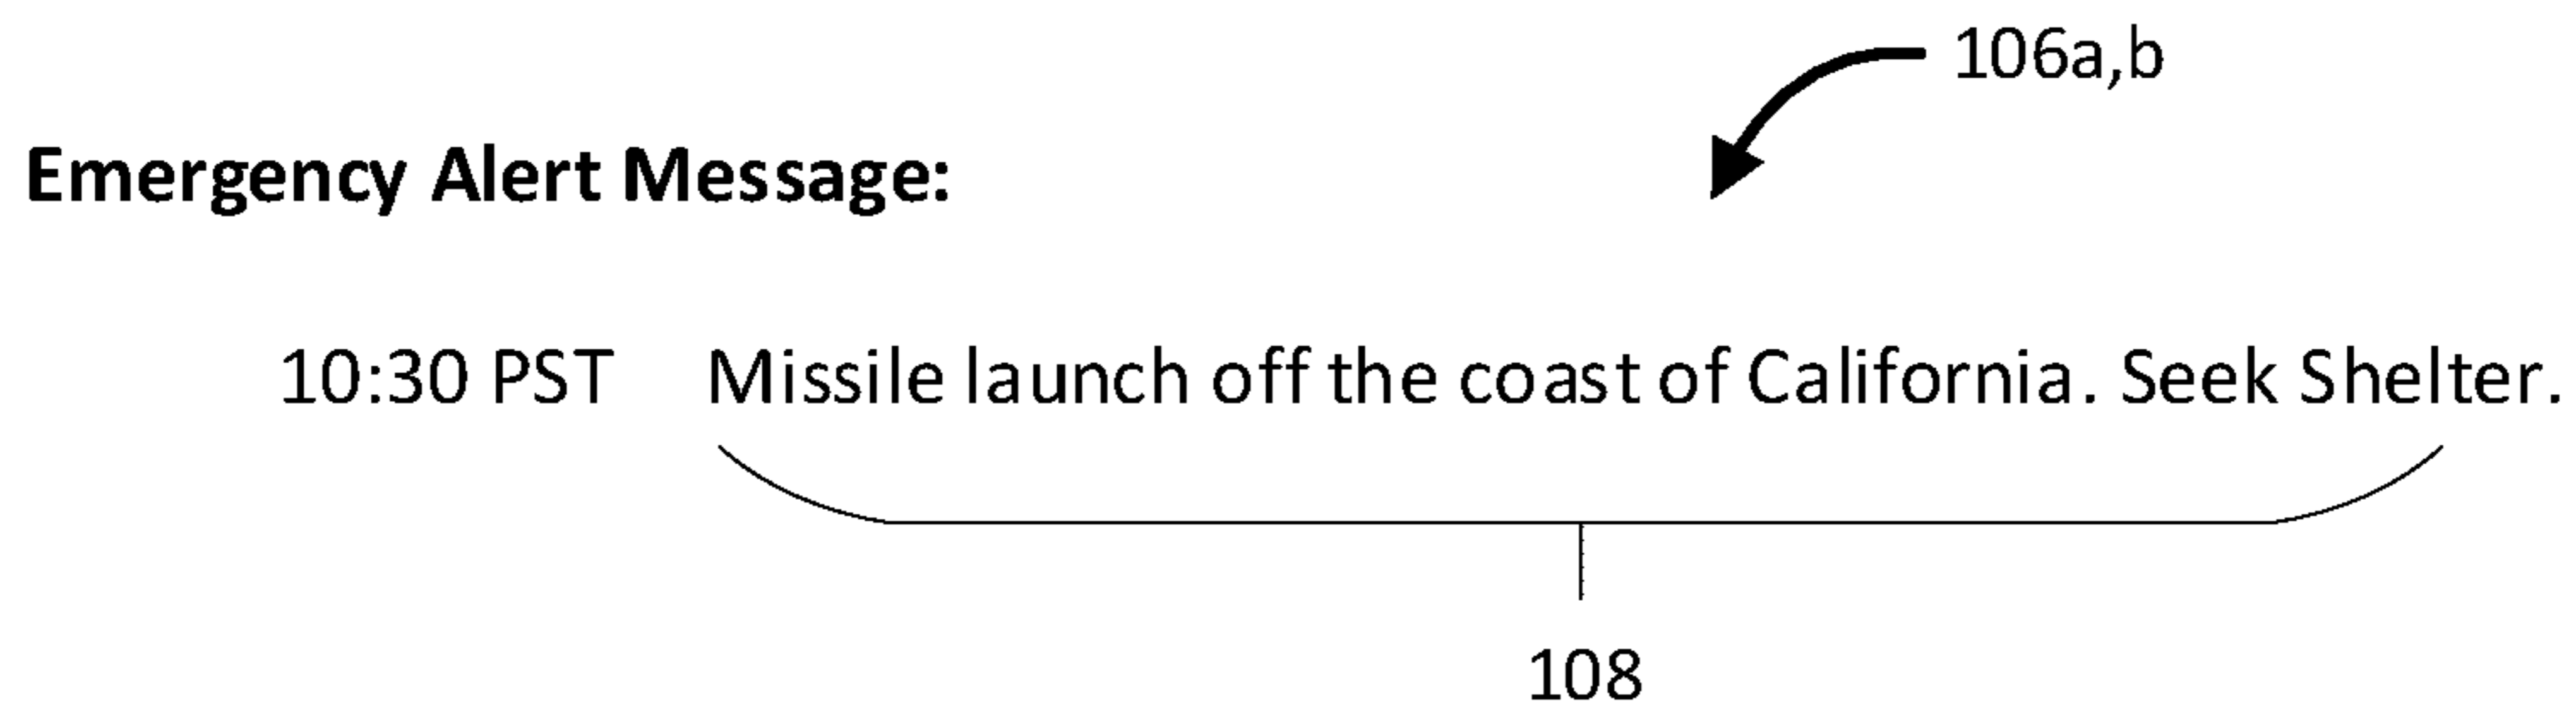 106a,b
Emergency Alert Message:
10:30 PST Missile launch off the coast of California. Seek Shelter.
108